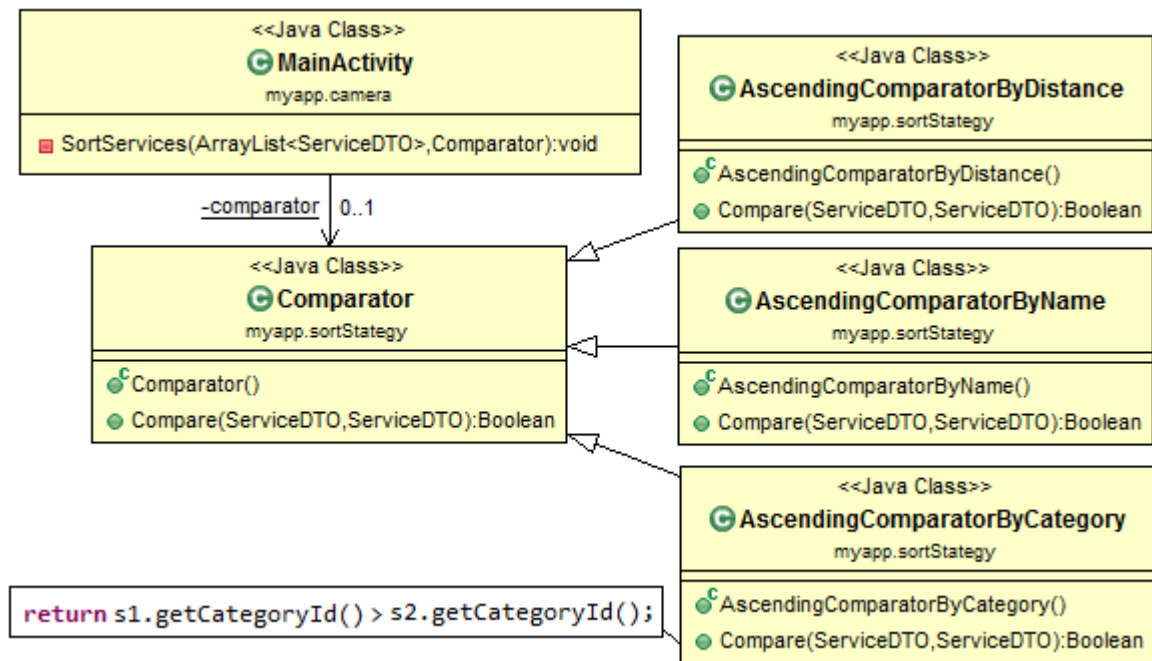 <<Java Class>>
MainActivity
myapp.camera
SortServices(ArrayList<ServiceDTO>,Comparator):void
-comparator
0..1
<<Java Class>>
Comparator
myapp.sortStategy
Comparator()
Compare(ServiceDTO,ServiceDTO):Boolean
<<Java Class>>
AscendingComparatorByDistance
myapp.sortStategy
AscendingComparatorByDistance()
Compare(ServiceDTO,ServiceDTO):Boolean
<<Java Class>>
AscendingComparatorByName
myapp.sortStategy
AscendingComparatorByName()
Compare(ServiceDTO,ServiceDTO):Boolean
<<Java Class>>
AscendingComparatorByCategory
myapp.sortStategy
AscendingComparatorByCategory()
Compare(ServiceDTO,ServiceDTO):Boolean
return s1.getCategoryId() > s2.getCategoryId();